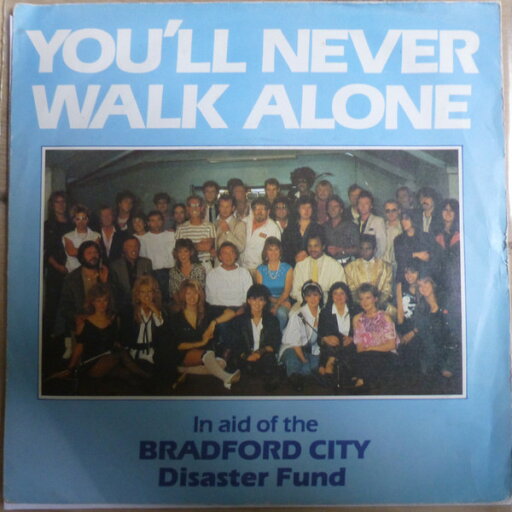 YOU'LL NEVER
WALK ALONE
In aid of the
BRADFORD CITY
Disaster Fund